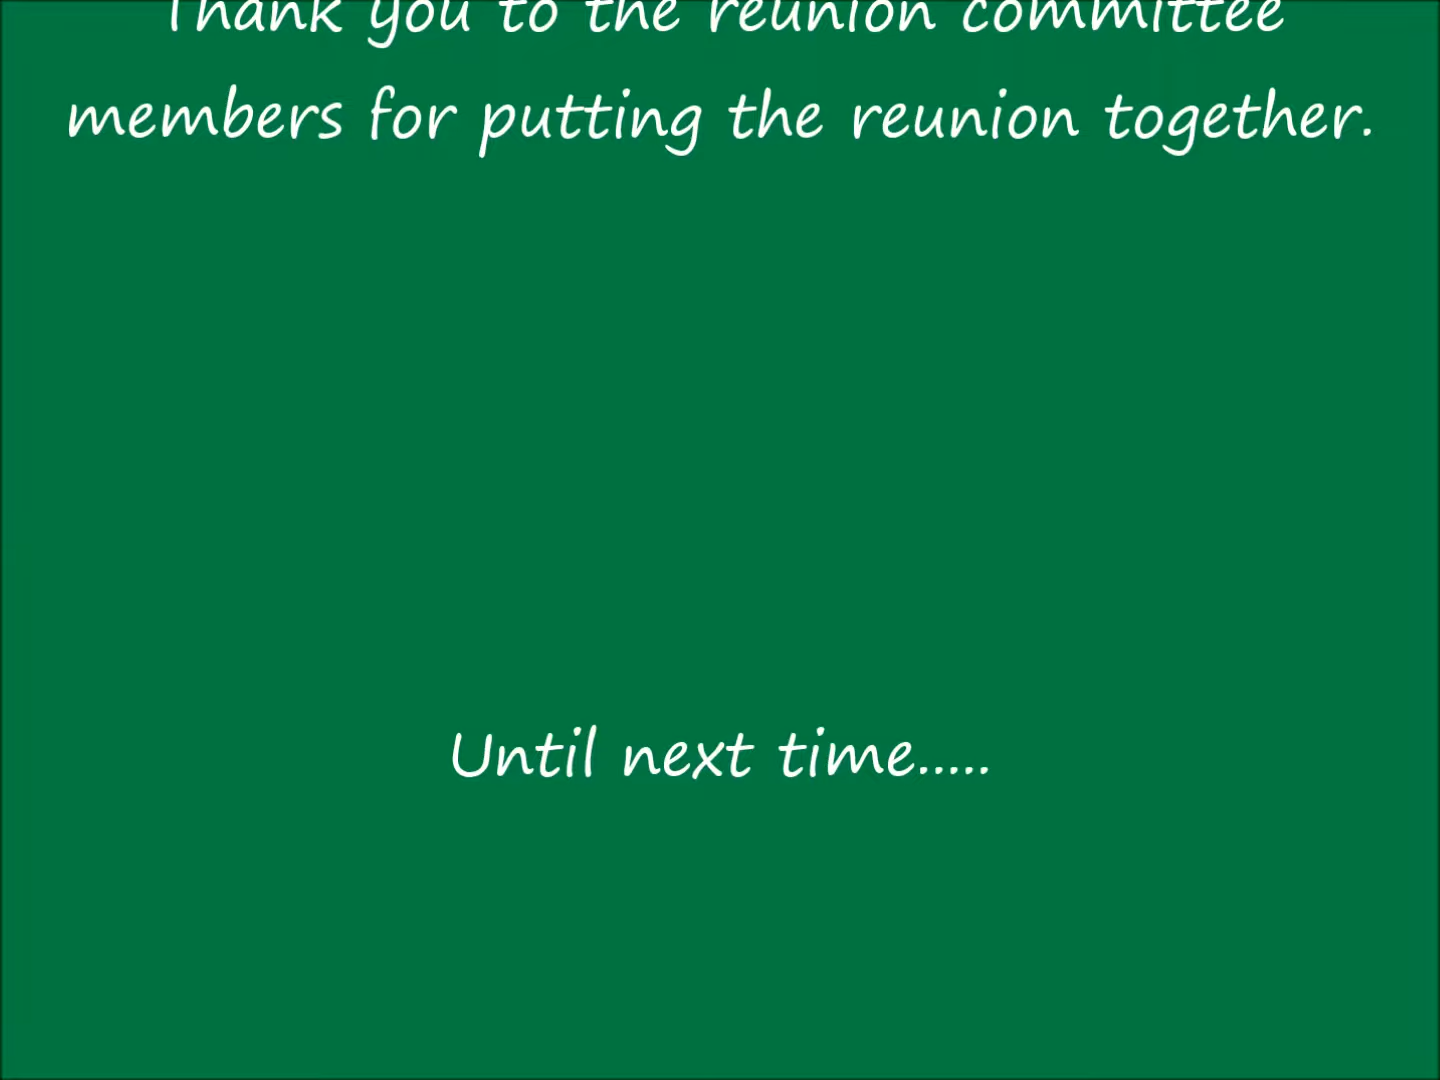 Thank you to the reunion committee
members for putting the reunion together.
Until next time.....